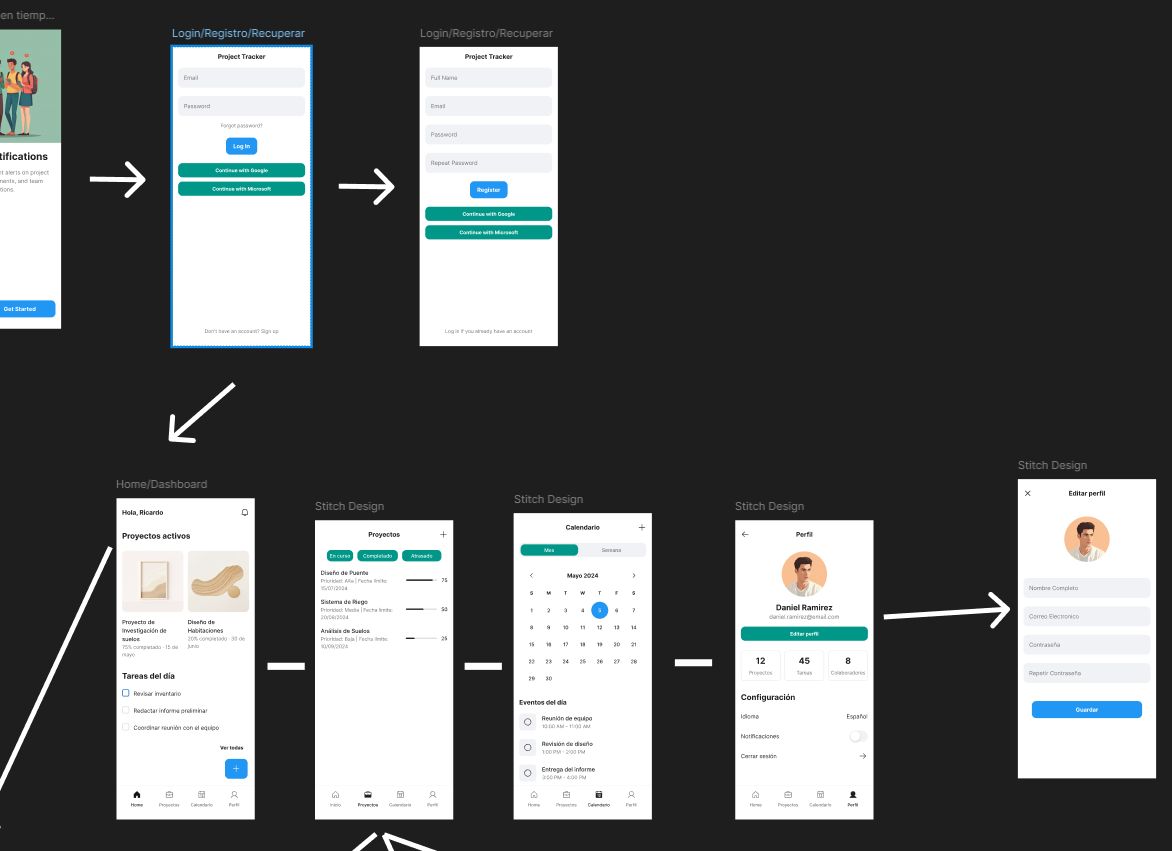 en tiemp...
tifications
t alerts on project
ments, and team
tions.
Get Started
Login/Registro/Recuperar
Project Tracker
Email
Password
Forgot password?
Log In
Continue with Google
Continue with Microsoft
Don't have an account? Sign up
Login/Registro/Recuperar
Project Tracker
Full Name
Email
Password
Repeat Password
Register
Continue with Google
Continue with Microsoft
Log in if you already have an account
Home/Dashboard
Hola, Ricardo
Proyectos activos
Proyecto de
Investigación de
suelos
75% completado · 15 de
mayo
Diseño de
Habitaciones
20% completado · 30 de
junio
Tareas del día
Revisar inventario
Redactar informe preliminar
Coordinar reunión con el equipo
Ver todas
+
Home
Proyectos
Calendario
Perfil
Stitch Design
Proyectos
+
En curso
Completado
Atrasado
Diseño de Puente
Prioridad: Alta | Fecha límite:
15/07/2024
75
Sistema de Riego
Prioridad: Media | Fecha límite:
20/08/2024
50
Análisis de Suelos
Prioridad: Baja | Fecha límite:
10/09/2024
25
Inicio
Proyectos
Calendario
Perfil
Stitch Design
Calendario
+
Mes
Semana
Mayo 2024
S M T W T F S
1 2 3 4 5 6 7
8 9 10 11 12 13 14
15 16 17 18 19 20 21
22 23 24 25 26 27 28
29 30
Eventos del día
Reunión de equipo
10:00 AM - 11:00 AM
Revisión de diseño
1:00 PM - 2:00 PM
Entrega del informe
3:00 PM - 4:00 PM
Home
Proyectos
Calendario
Perfil
Stitch Design
Perfil
Daniel Ramirez
daniel.ramirez@email.com
Editar perfil
12
Proyectos
45
Tareas
8
Colaboradores
Configuración
Idioma
Español
Notificaciones
Cerrar sesión
Home
Proyectos
Calendario
Perfil
Stitch Design
Editar perfil
Nombre Completo
Correo Electronico
Contraseña
Repetir Contraseña
Guardar